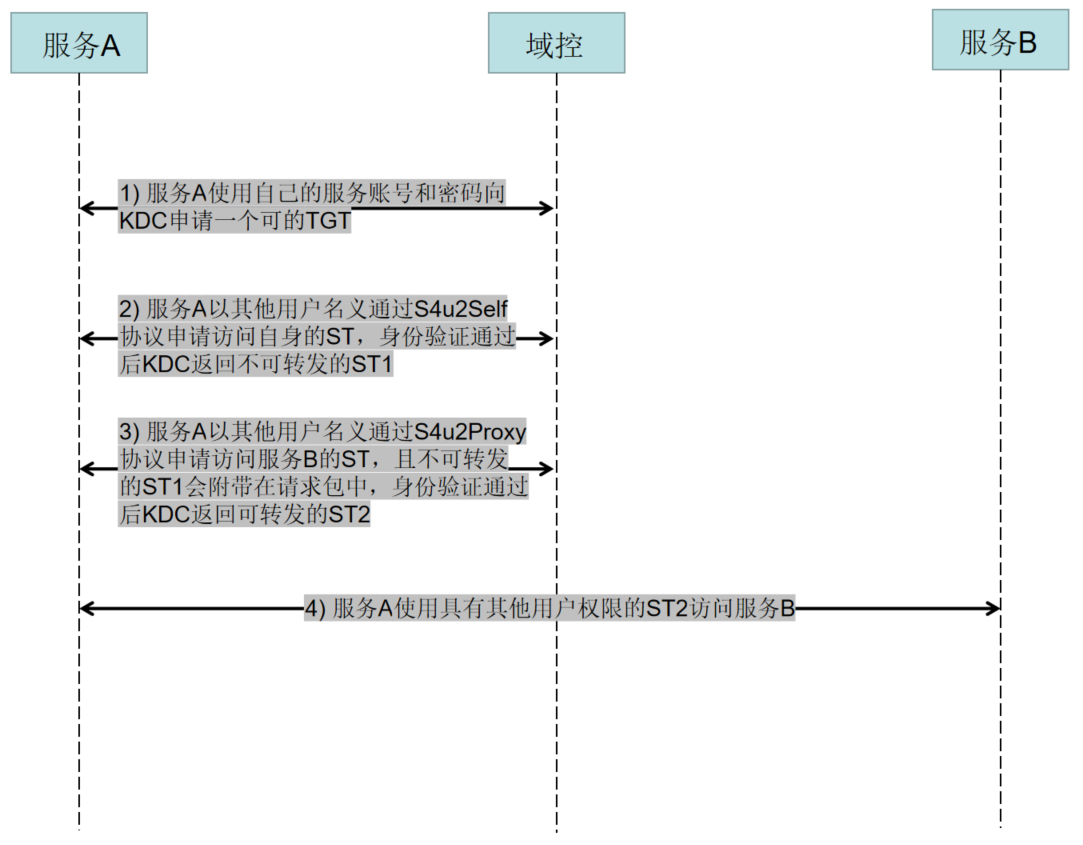 服务A
域控
服务B
1) 服务A使用自己的服务账号和密码向
KDC申请一个可的TGT
2) 服务A以其他用户名义通过S4u2Self
协议申请访问自身的ST，身份验证通过
后KDC返回不可转发的ST1
3) 服务A以其他用户名义通过S4u2Proxy
协议申请访问服务B的ST，且不可转发
的ST1会附带在请求包中，身份验证通过
后KDC返回可转发的ST2
4) 服务A使用具有其他用户权限的ST2访问服务B